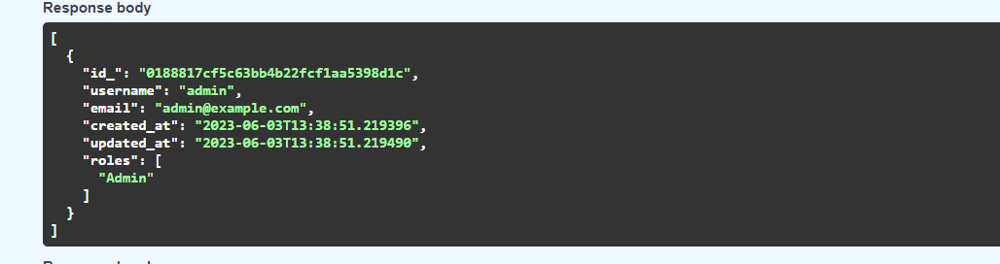 Response body
[
  {
    "id_": "0188817cf5c63bb4b22fcf1aa5398d1c",
    "username": "admin",
    "email": "admin@example.com",
    "created_at": "2023-06-03T13:38:51.219396",
    "updated_at": "2023-06-03T13:38:51.219490",
    "roles": [
      "Admin"
    ]
  }
]